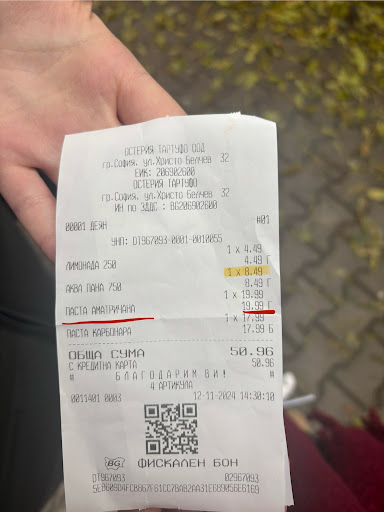 ОСТЕРИЯ ТАРТУФО ООД
гр.София, ул.Христо Белчев 32
ЕИК: 206902600
ОСТЕРИЯ ТАРТУФО
гр.София, ул.Христо Белчев 32
ИН по ЗДДС : BG206902600
00001 ДЕЯН #01
УНП: DT967093-0001-0010055
1 x 4.49
ЛИМОНАДА 250 4.49 Г
1 x 8.49
АКВА ПАНА 750 8.49 Г
1 x 19.99
ПАСТА АМАТРИЧАНА 19.99 Г
1 x 17.99
ПАСТА КАРБОНАРА 17.99 Б
ОБЩА СУМА 50.96
С КРЕДИТНА КАРТА 50.96
# Б Л А Г О Д А Р И М В И ! #
4 АРТИКУЛА
0011401 0003 12-11-2024 14:30:10
BG ФИСКАЛЕН БОН
DT967093 02967093